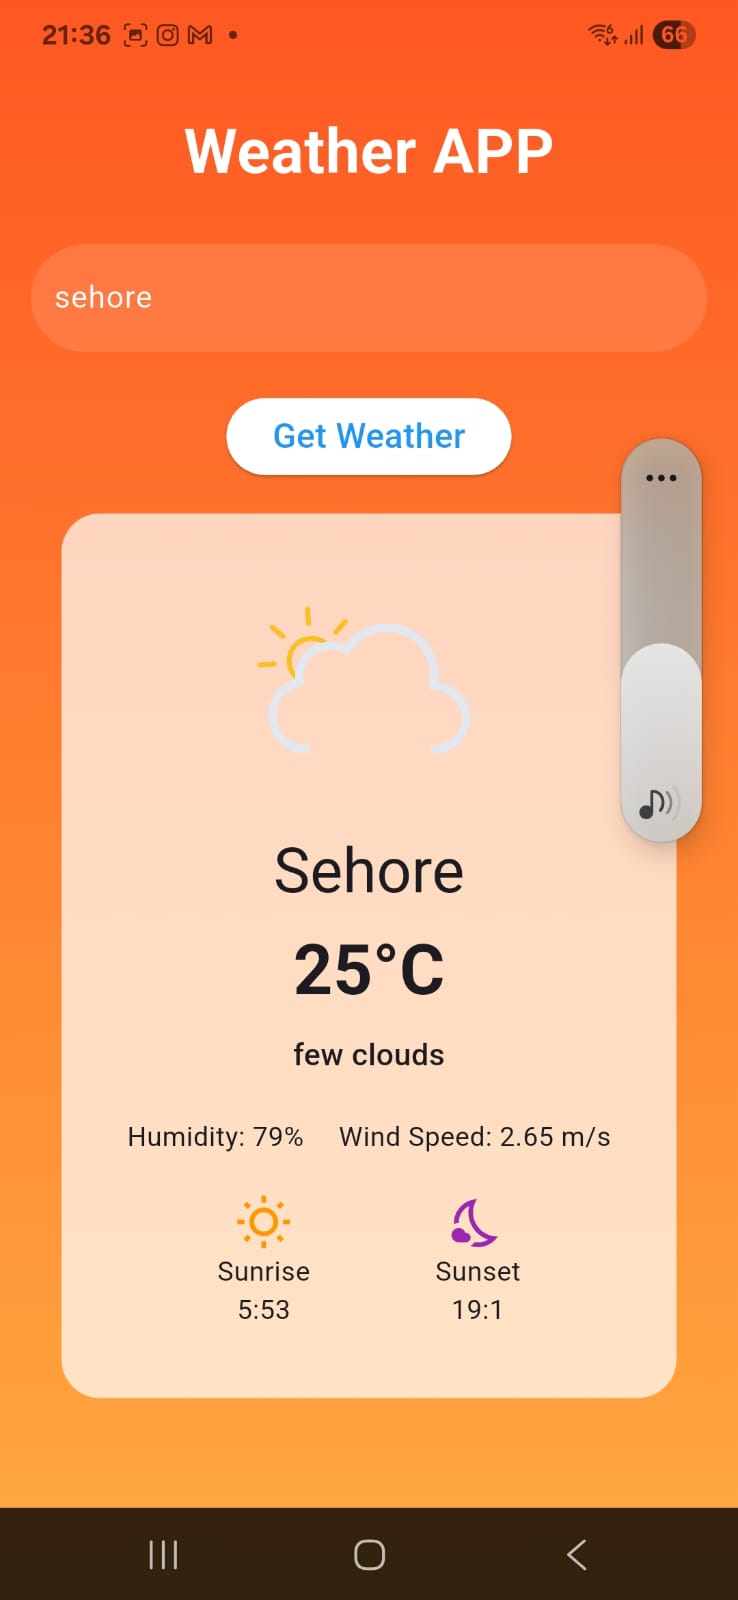 21:36 66
Weather APP
sehore
Get Weather
Sehore
25°C
few clouds
Humidity: 79% Wind Speed: 2.65 m/s
Sunrise Sunset
5:53 19:1